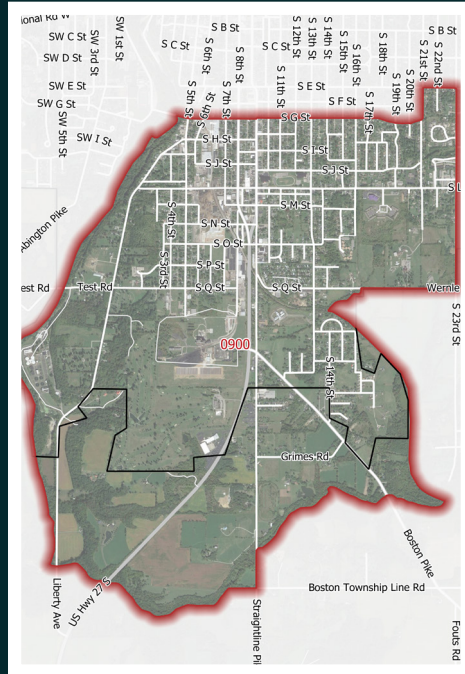 ional Rd W
SW C St
SW D St
SW E St
SW G St
SW I St
SW 5th St
SW 3rd St
SW 1st St
S B St
S C St
S 5th St
S 6th St
S 7th St
S 8th St
S C St
S 11th St
S 12th St
S 13th St
S 14th St
S 15th St
S 16th St
S E St
S F St
S 17th St
S 18th St
S 19th St
S 20th St
S 21st St
S 22nd St
S B St
S G St
S H St
S I St
S J St
S J St
S L
S M St
S 4th St
S N St
S O St
S 3rd St
S P St
S Q St
S Q St
Abington Pike
est Rd
Test Rd
Wernle
S 23rd St
0900
S 14th St
Grimes Rd
Boston Pike
Liberty Ave
US Hwy 27 S
Boston Township Line Rd
Straightline Pi
Fouts Rd